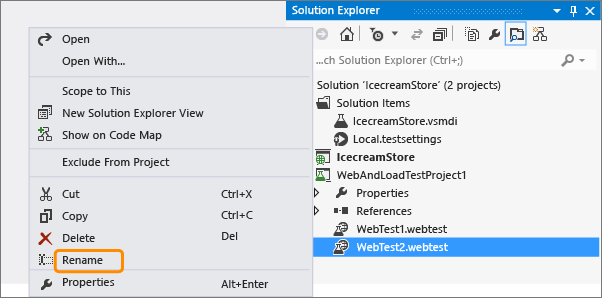 Open
Open With...
Scope to This
New Solution Explorer View
Show on Code Map
Exclude From Project
Cut Ctrl+X
Copy Ctrl+C
Delete Del
Rename
Properties Alt+Enter
Solution Explorer
...ch Solution Explorer (Ctrl+;)
Solution 'IcecreamStore' (2 projects)
Solution Items
IcecreamStore.vsmdi
Local.testsettings
IcecreamStore
WebAndLoadTestProject1
Properties
References
WebTest1.webtest
WebTest2.webtest